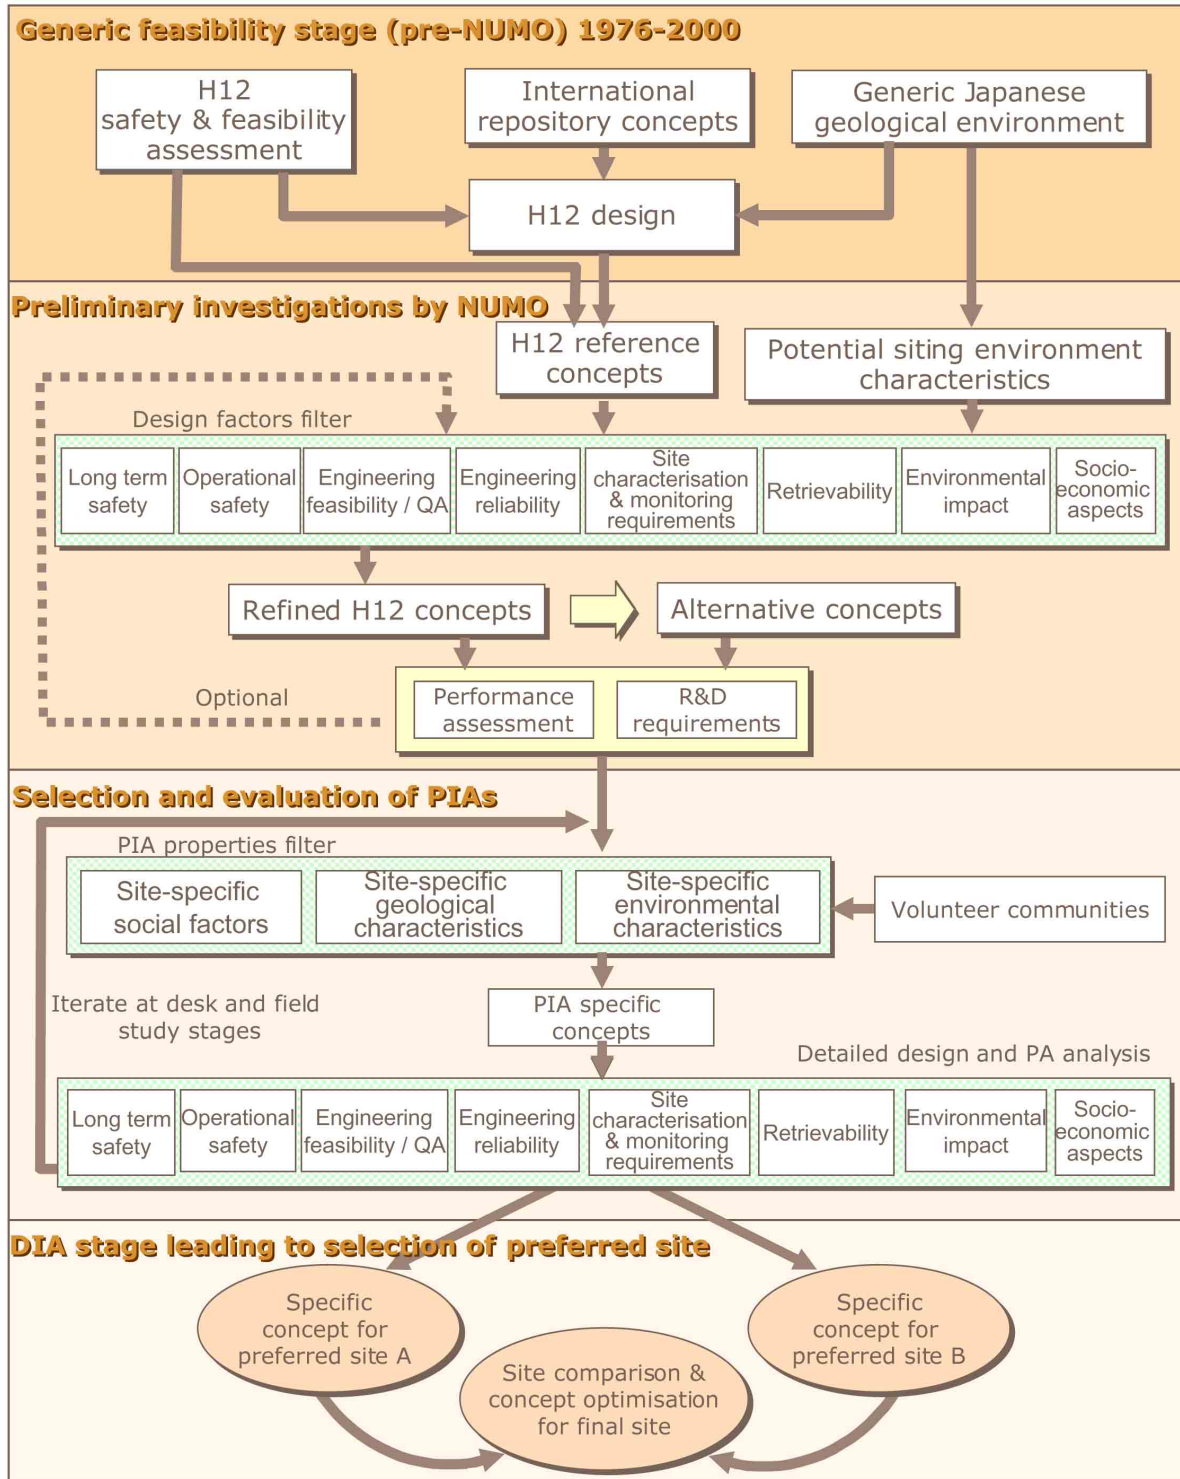 Generic feasibility stage (pre-NUMO) 1976-2000
H12
safety & feasibility
assessment
International
repository concepts
Generic Japanese
geological environment
H12 design
Preliminary investigations by NUMO
H12 reference
concepts
Potential siting environment
characteristics
Design factors filter
Long term
safety
Operational
safety
Engineering
feasibility / QA
Engineering
reliability
Site
characterisation
& monitoring
requirements
Retrievability
Environmental
impact
Socio-
economic
aspects
Refined H12 concepts
Alternative concepts
Optional
Performance
assessment
R&D
requirements
Selection and evaluation of PIAs
PIA properties filter
Site-specific
social factors
Site-specific
geological
characteristics
Site-specific
environmental
characteristics
Volunteer communities
Iterate at desk and field
study stages
PIA specific
concepts
Detailed design and PA analysis
Long term
safety
Operational
safety
Engineering
feasibility / QA
Engineering
reliability
Site
characterisation
& monitoring
requirements
Retrievability
Environmental
impact
Socio-
economic
aspects
DIA stage leading to selection of preferred site
Specific
concept for
preferred site A
Specific
concept for
preferred site B
Site comparison &
concept optimisation
for final site